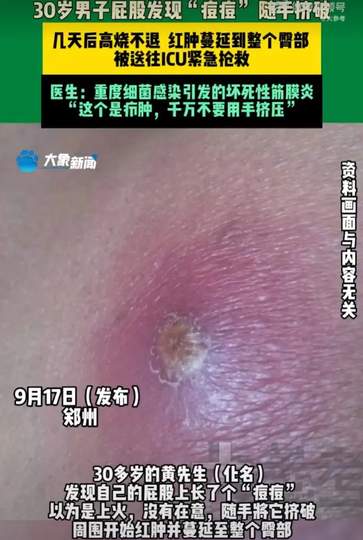 30岁男子屁股发现“痘痘” 随手挤破
几天后高烧不退 红肿蔓延到整个臀部
被送往ICU紧急抢救
医生：重度细菌感染引发的坏死性筋膜炎
“这个是疖肿，千万不要用手挤压”
大象新闻
资料画面与内容无关
9月17日（发布）
郑州
30多岁的黄先生（化名）
发现自己的屁股上长了个“痘痘”
以为是上火，没有在意，随手将它挤破
周围开始红肿并蔓延至整个臀部